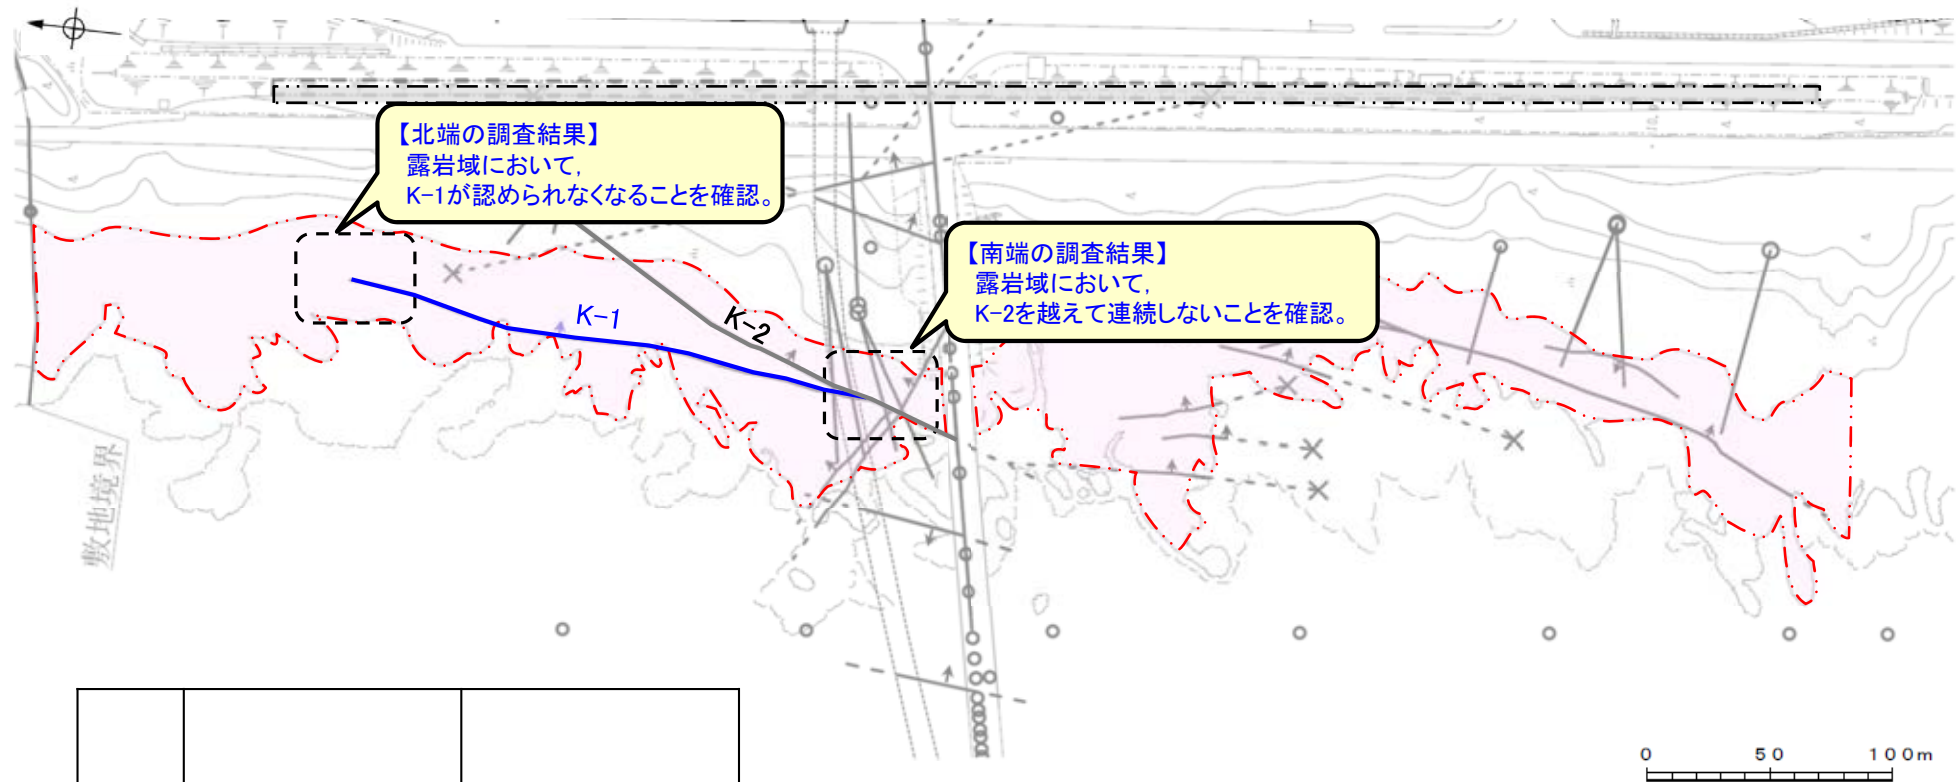 【北端の調査結果】
露岩域において,
K-1が認められなくなることを確認。
【南端の調査結果】
露岩域において,
K-2を越えて連続しないことを確認。
K-1
K-2
敷地境界
0 50 100m